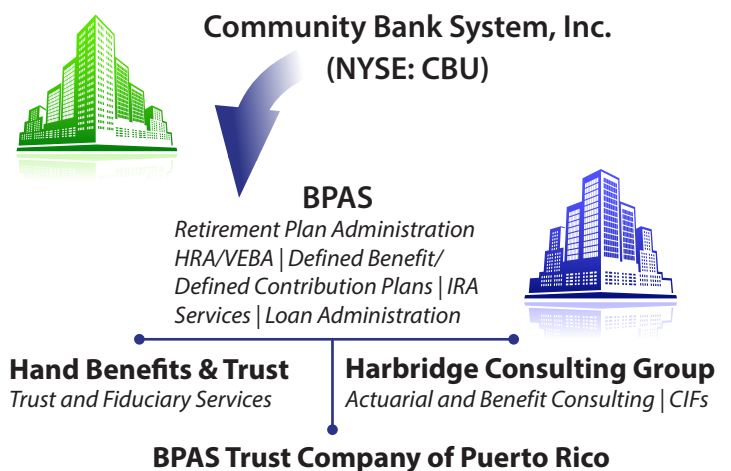 Community Bank System, Inc.
(NYSE: CBU)
BPAS
Retirement Plan Administration
HRA/VEBA | Defined Benefit/
Defined Contribution Plans | IRA
Services | Loan Administration
Hand Benefits & Trust
Trust and Fiduciary Services
Harbridge Consulting Group
Actuarial and Benefit Consulting | CIFs
BPAS Trust Company of Puerto Rico